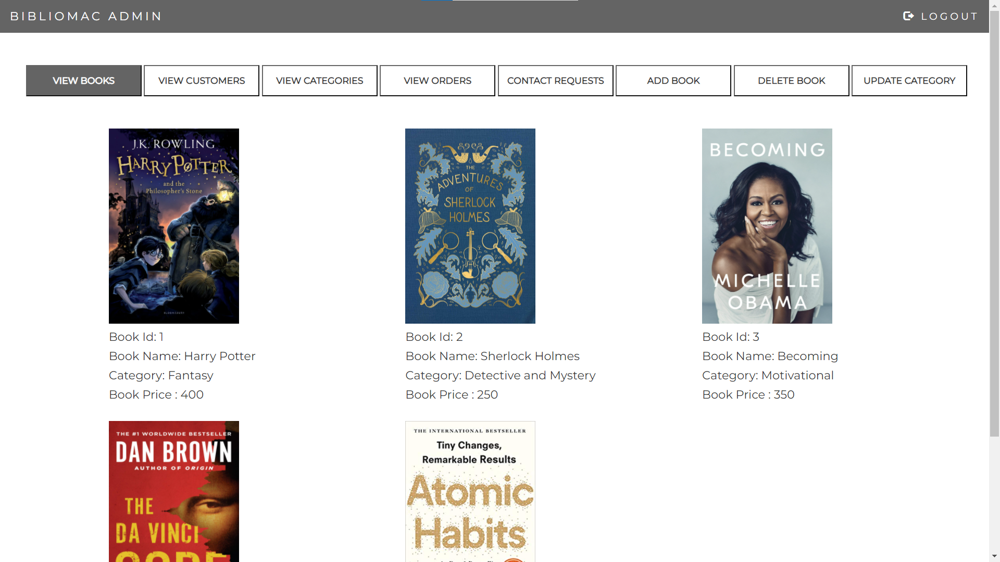 BIBLIOMAC ADMIN
LOGOUT
VIEW BOOKS
VIEW CUSTOMERS
VIEW CATEGORIES
VIEW ORDERS
CONTACT REQUESTS
ADD BOOK
DELETE BOOK
UPDATE CATEGORY
J.K. ROWLING
HARRY POTTER
and the
Philosopher's Stone
BLOOMSBURY
THE
ADVENTURES
OF
SHERLOCK
HOLMES
BECOMING
MICHELLE
OBAMA
Book Id: 1
Book Name: Harry Potter
Category: Fantasy
Book Price : 400
Book Id: 2
Book Name: Sherlock Holmes
Category: Detective and Mystery
Book Price : 250
Book Id: 3
Book Name: Becoming
Category: Motivational
Book Price : 350
THE #1 WORLDWIDE BESTSELLER
DAN BROWN
AUTHOR OF ORIGIN
THE
DA VINCI
CODE
THE INTERNATIONAL BESTSELLER
Tiny Changes,
Remarkable Results
Atomic
Habits